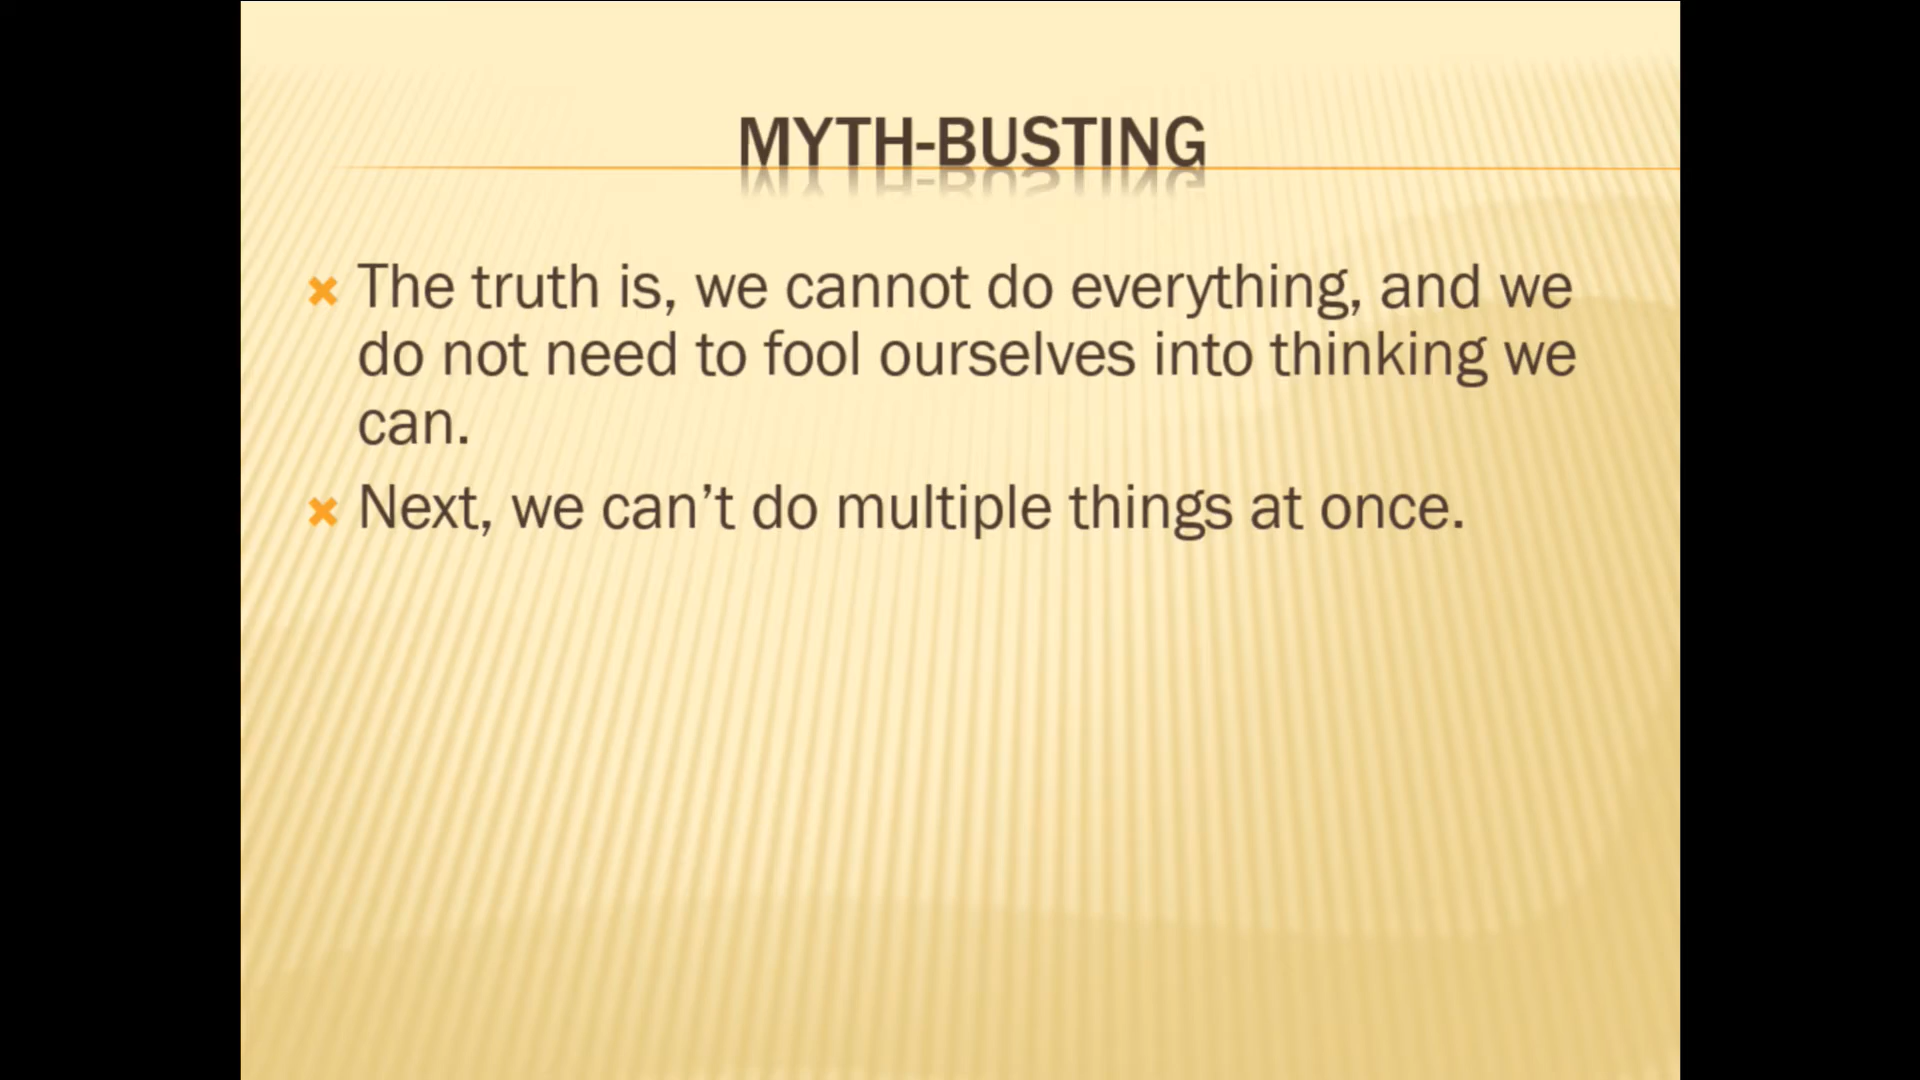 MYTH-BUSTING
The truth is, we cannot do everything, and we
do not need to fool ourselves into thinking we
can.
Next, we can’t do multiple things at once.